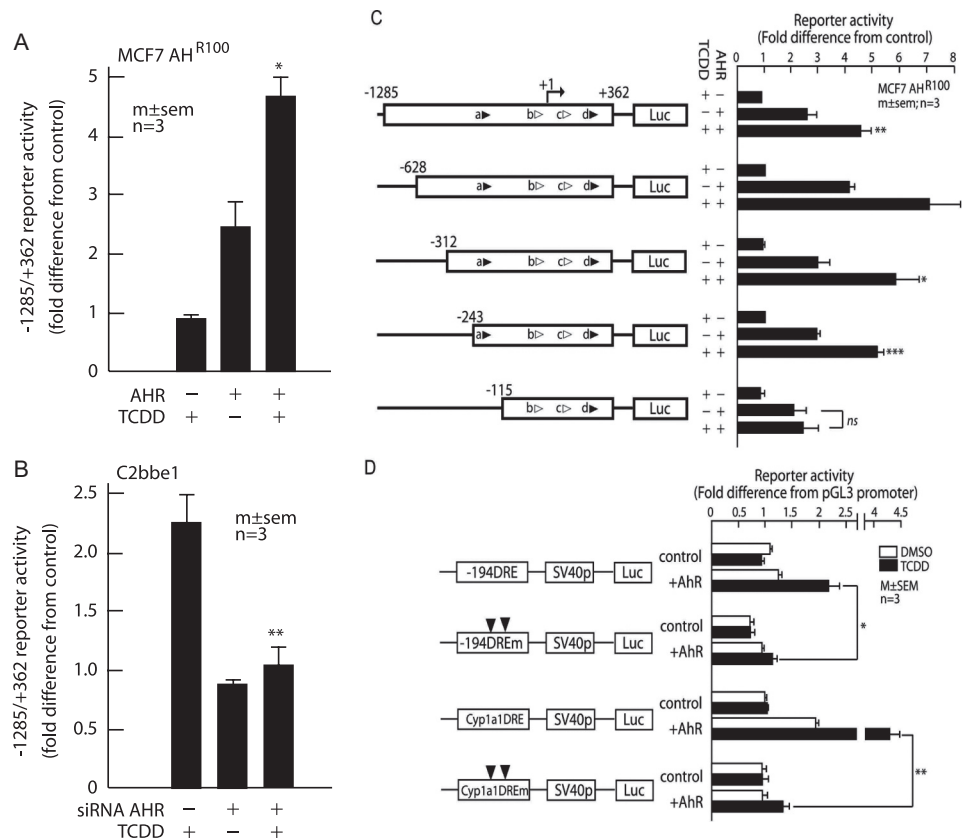 A
MCF7 AH^R100
-1285/+362 reporter activity
(fold difference from control)
5
4
3
2
1
0
m±sem
n=3
*
AHR – + +
TCDD + – +
B
C2bbe1
-1285/+362 reporter activity
(fold difference from control)
2.5
2.0
1.5
1.0
0.5
0
m±sem
n=3
**
siRNA AHR – + +
TCDD + – +
C
Reporter activity
(Fold difference from control)
TCDD AHR
0 1 2 3 4 5 6 7 8
MCF7 AH^R100
m±sem; n=3
-1285 +1 +362
a▶ b▷ c▷ d▶ Luc
+ –
– +
+ + **
-628
a▶ b▷ c▷ d▶ Luc
+ –
– +
+ +
-312
a▶ b▷ c▷ d▶ Luc
+ –
– +
+ + *
-243
a▶ b▷ c▷ d▶ Luc
+ –
– +
+ + ***
-115
b▷ c▷ d▶ Luc
+ –
– +
+ +
ns
D
Reporter activity
(Fold difference from pGL3 promoter)
0 0.5 1 1.5 2 2.5 4 4.5
DMSO
TCDD
M±SEM
n=3
-194DRE SV40p Luc
control
+AhR
-194DREm SV40p Luc
control
+AhR
*
Cyp1a1DRE SV40p Luc
control
+AhR
Cyp1a1DREm SV40p Luc
control
+AhR
**